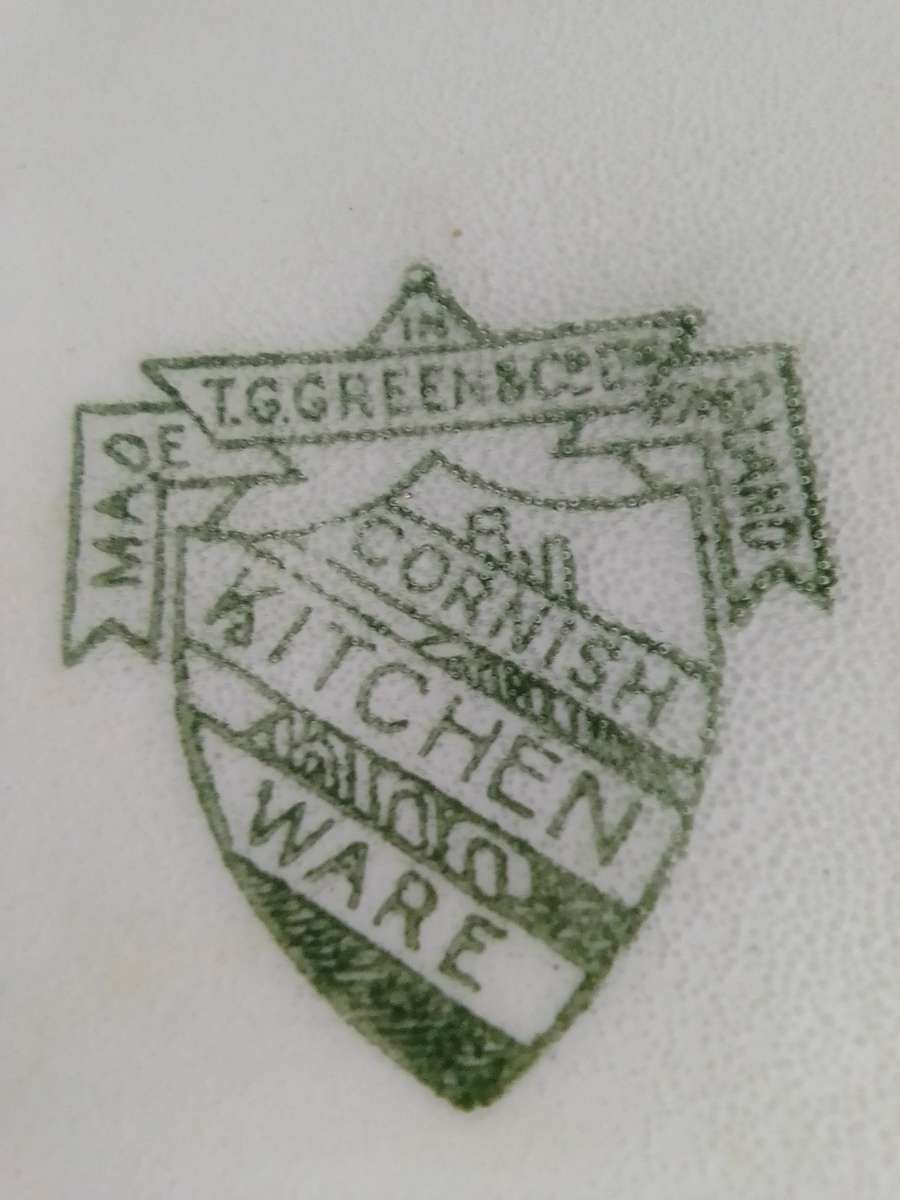 MADE
IN
ENGLAND
T.G.GREEN&Co. Ltd
CORNISH
KITCHEN
WARE